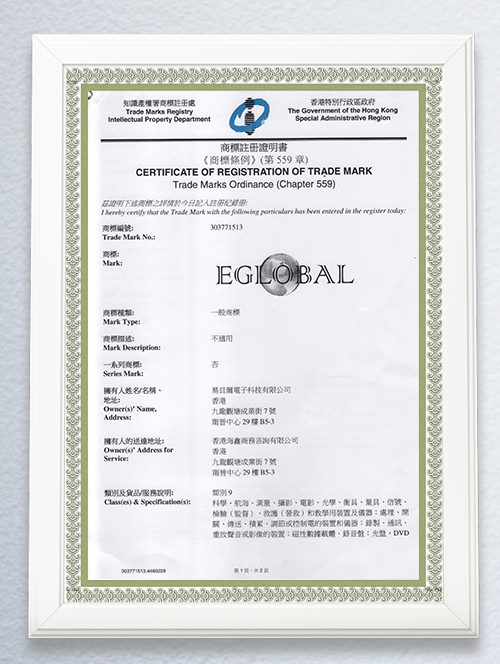 知識產權署商標註冊處
Trade Marks Registry
Intellectual Property Department
香港特別行政區政府
The Government of the Hong Kong
Special Administrative Region
商標註冊證明書
《商標條例》(第 559 章)
CERTIFICATE OF REGISTRATION OF TRADE MARK
Trade Marks Ordinance (Chapter 559)
茲證明下述商標之詳情於今日記入註冊紀錄冊:
I hereby certify that the Trade Mark with the following particulars has been entered in the register today:
商標編號: 303771513
Trade Mark No.:
商標:
Mark:
EGLOBAL
商標種類: 一般商標
Mark Type:
商標描述: 不適用
Mark Description:
一系列商標: 否
Series Mark:
擁有人姓名/名稱、 易貝爾電子科技有限公司
地址: 香港
Owner(s)' Name, 九龍觀塘成業街 7 號
Address: 甯晉中心 29 樓 B5-3
擁有人的送達地址: 香港海鑫商務咨詢有限公司
Owner(s)' Address for 香港
Service: 九龍觀塘成業街 7 號
甯晉中心 29 樓 B5-3
類別及貨品/服務說明: 類別 9
Class(es) & Specification(s): 科學、航海、測量、攝影、電影、光學、衡具、量具、信號、
檢驗（監督）、救護（營救）和教學用裝置及儀器；處理、開
關、傳送、積累、調節或控制電的裝置和儀器；錄製、通訊、
重放聲音或影像的裝置；磁性數據載體、錄音盤；光盤，DVD
303771513.4460228
第 1 頁，共 2 頁